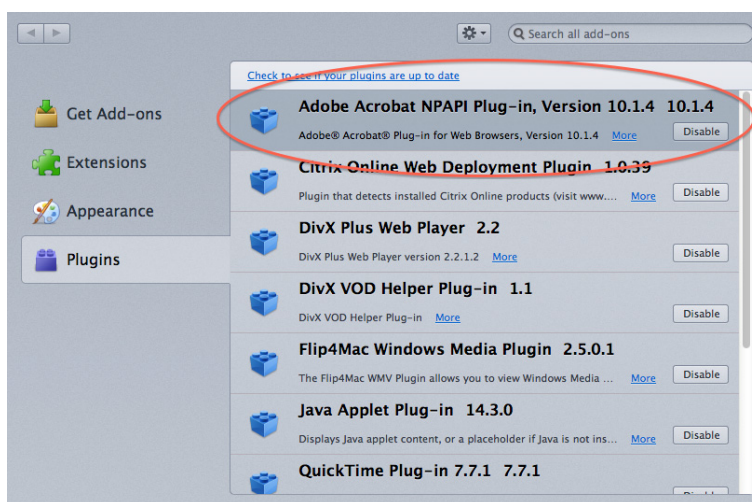 Search all add-ons
Get Add-ons
Extensions
Appearance
Plugins
Check to see if your plugins are up to date
Adobe Acrobat NPAPI Plug-in, Version 10.1.4 10.1.4
Adobe® Acrobat® Plug-in for Web Browsers, Version 10.1.4 More Disable
Citrix Online Web Deployment Plugin 1.0.39
Plugin that detects installed Citrix Online products (visit www.... More Disable
DivX Plus Web Player 2.2
DivX Plus Web Player version 2.2.1.2 More Disable
DivX VOD Helper Plug-in 1.1
DivX VOD Helper Plug-in More Disable
Flip4Mac Windows Media Plugin 2.5.0.1
The Flip4Mac WMV Plugin allows you to view Windows Media ... More Disable
Java Applet Plug-in 14.3.0
Displays Java applet content, or a placeholder if Java is not ins... More Disable
QuickTime Plug-in 7.7.1 7.7.1